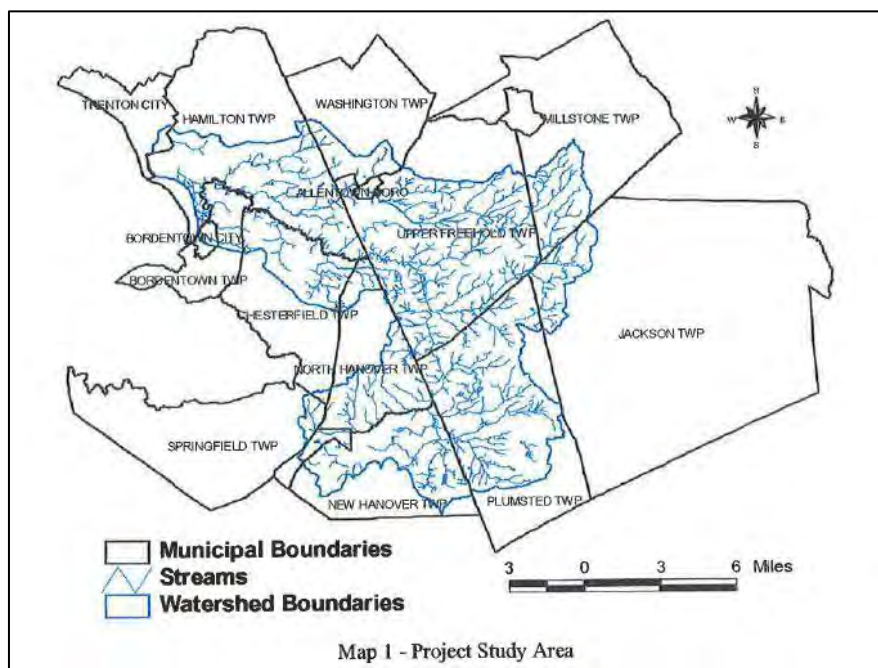 TRENTON CITY
HAMILTON TWP
WASHINGTON TWP
MILLSTONE TWP
N
W E
S
ALLENTOWN BORO
UPPER FREEHOLD TWP
BORDENTOWN CITY
BORDENTOWN TWP
CHESTERFIELD TWP
JACKSON TWP
NORTH HANOVER TWP
SPRINGFIELD TWP
NEW HANOVER TWP
PLUMSTED TWP
Municipal Boundaries
Streams
Watershed Boundaries
3 0 3 6 Miles
Map 1 - Project Study Area